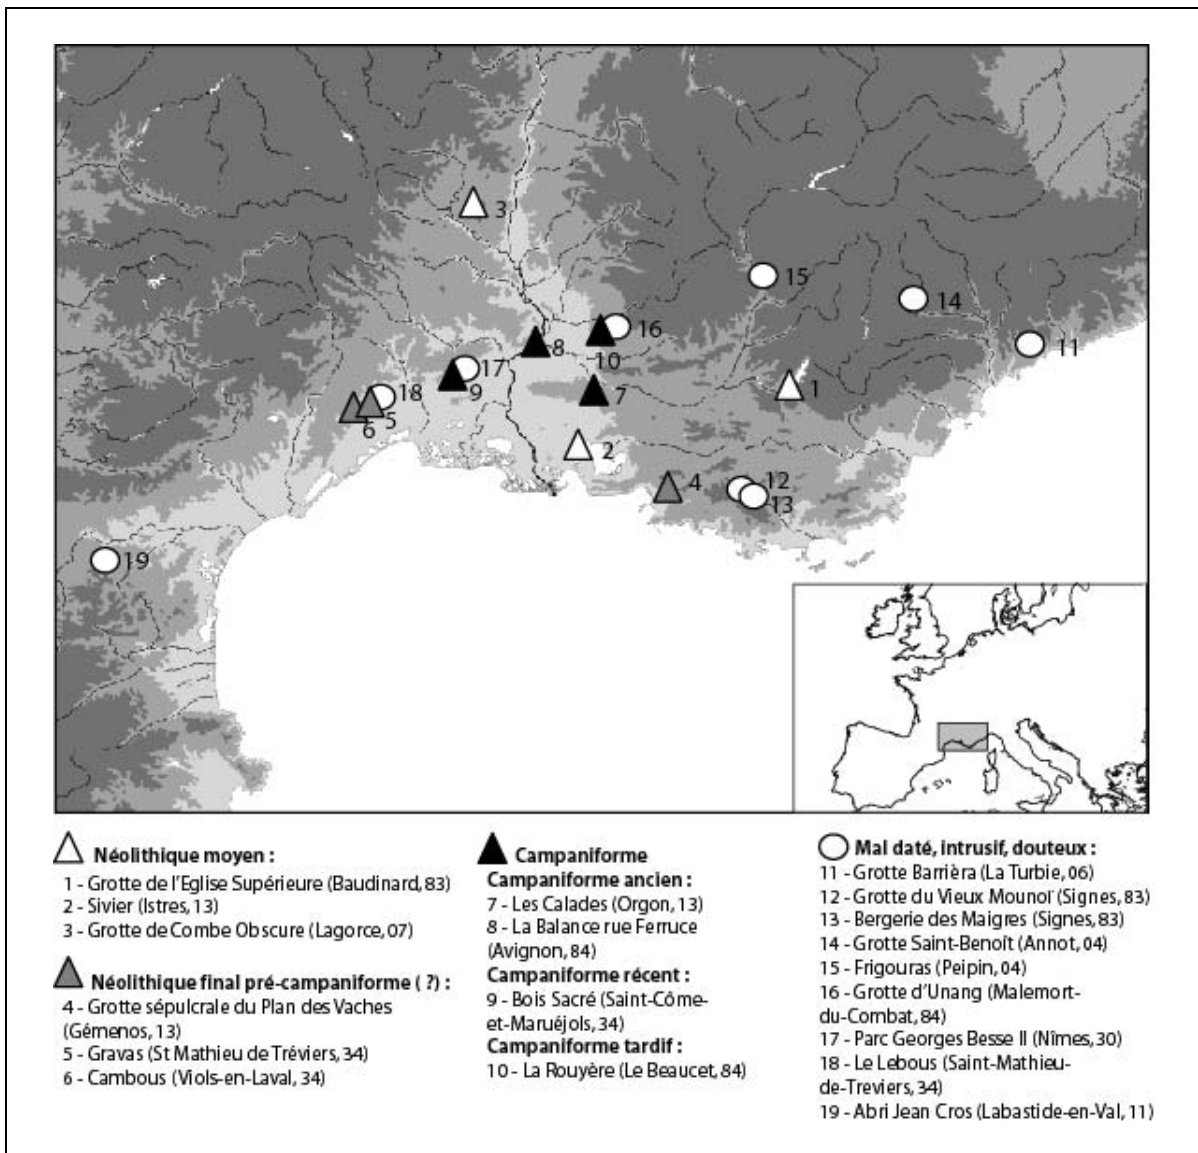 3
15
14
16
8
10
11
17
9
7
1
18
5
6
2
4
12
13
19
Néolithique moyen :
1 - Grotte de l'Eglise Supérieure (Baudinard, 83)
2 - Sivier (Istres, 13)
3 - Grotte de Combe Obscure (Lagorce, 07)
Néolithique final pré-campaniforme ( ?) :
4 - Grotte sépulcrale du Plan des Vaches
(Gémenos, 13)
5 - Gravas (St Mathieu de Tréviers, 34)
6 - Cambous (Viols-en-Laval, 34)
Campaniforme
Campaniforme ancien :
7 - Les Calades (Orgon, 13)
8 - La Balance rue Ferruce
(Avignon, 84)
Campaniforme récent :
9 - Bois Sacré (Saint-Côme-
et-Maruéjols, 34)
Campaniforme tardif :
10 - La Rouyère (Le Beaucet, 84)
Mal daté, intrusif, douteux :
11 - Grotte Barrièra (La Turbie, 06)
12 - Grotte du Vieux Mounoï (Signes, 83)
13 - Bergerie des Maigres (Signes, 83)
14 - Grotte Saint-Benoît (Annot, 04)
15 - Frigouras (Peipin, 04)
16 - Grotte d'Unang (Malemort-
du-Combat, 84)
17 - Parc Georges Besse II (Nîmes, 30)
18 - Le Lebous (Saint-Mathieu-
de-Treviers, 34)
19 - Abri Jean Cros (Labastide-en-Val, 11)